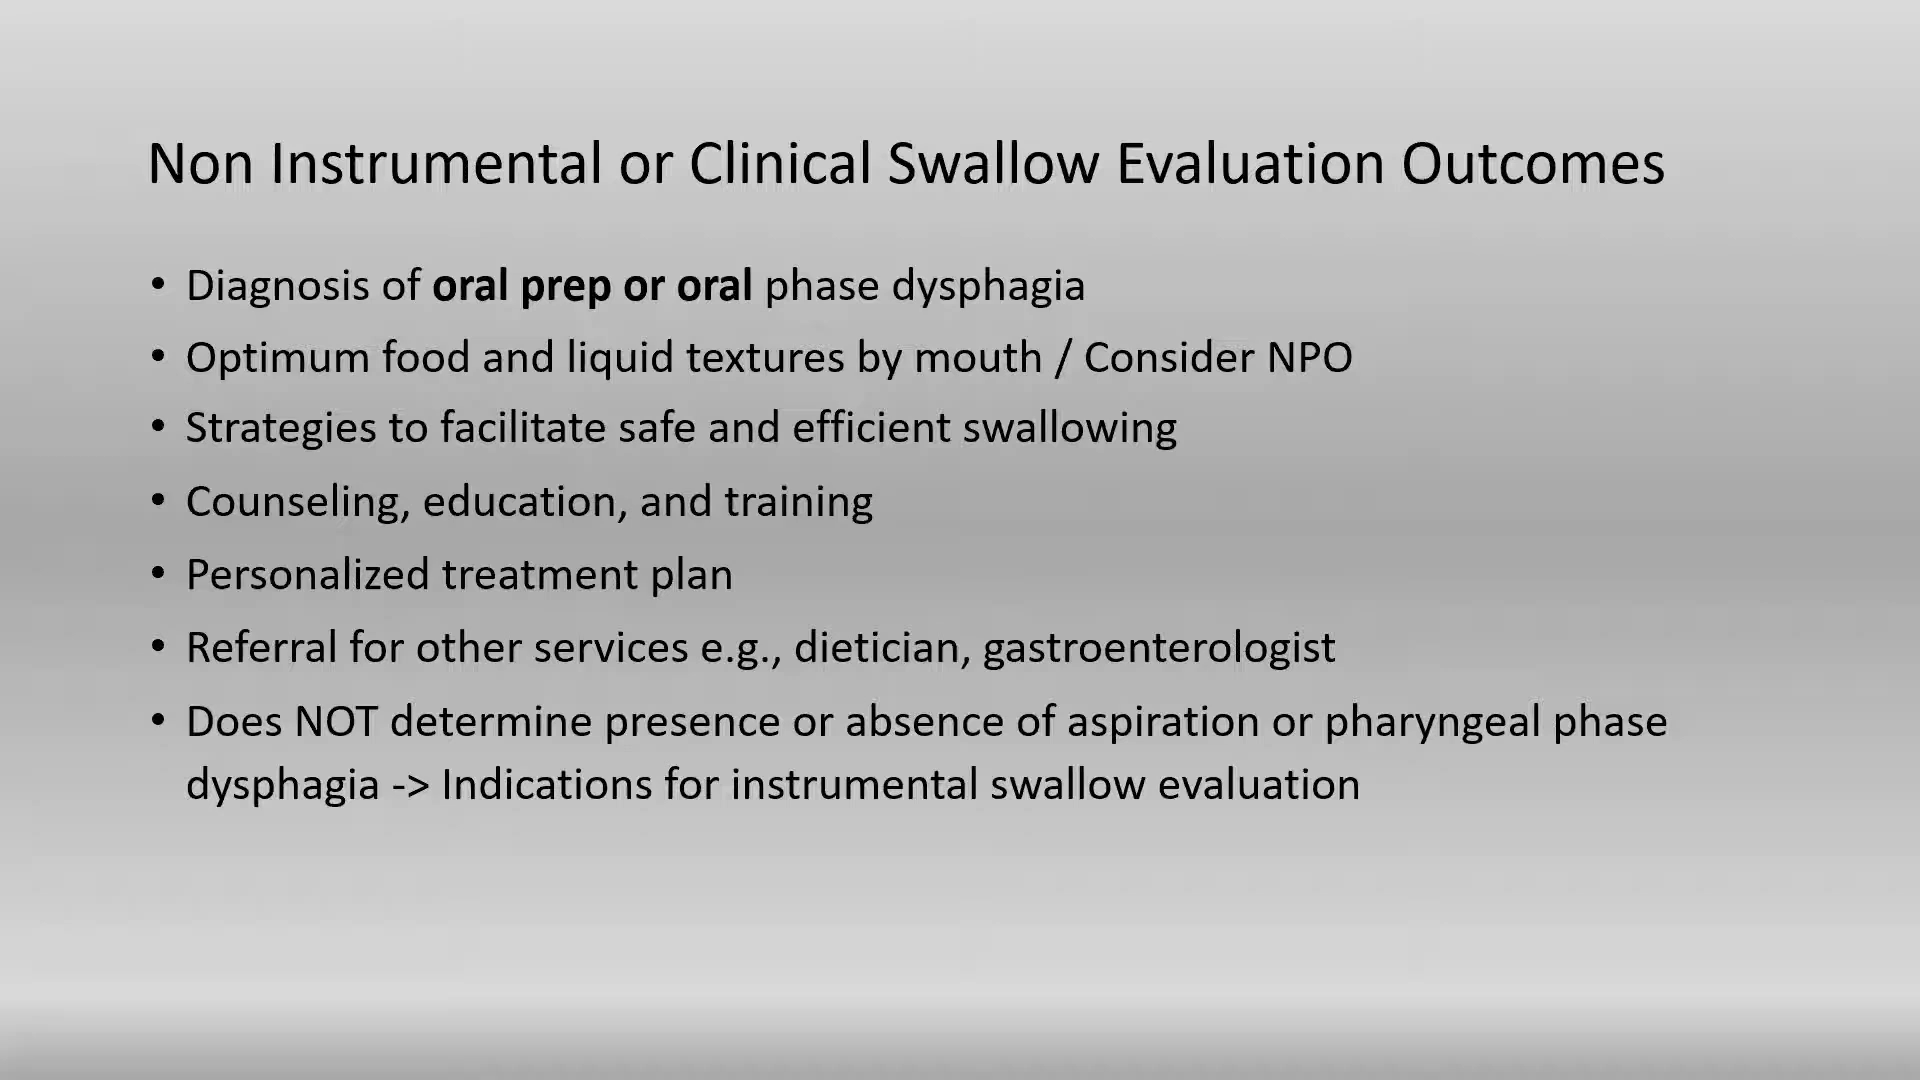 Non Instrumental or Clinical Swallow Evaluation Outcomes
• Diagnosis of oral prep or oral phase dysphagia
• Optimum food and liquid textures by mouth / Consider NPO
• Strategies to facilitate safe and efficient swallowing
• Counseling, education, and training
• Personalized treatment plan
• Referral for other services e.g., dietician, gastroenterologist
• Does NOT determine presence or absence of aspiration or pharyngeal phase
dysphagia -> Indications for instrumental swallow evaluation